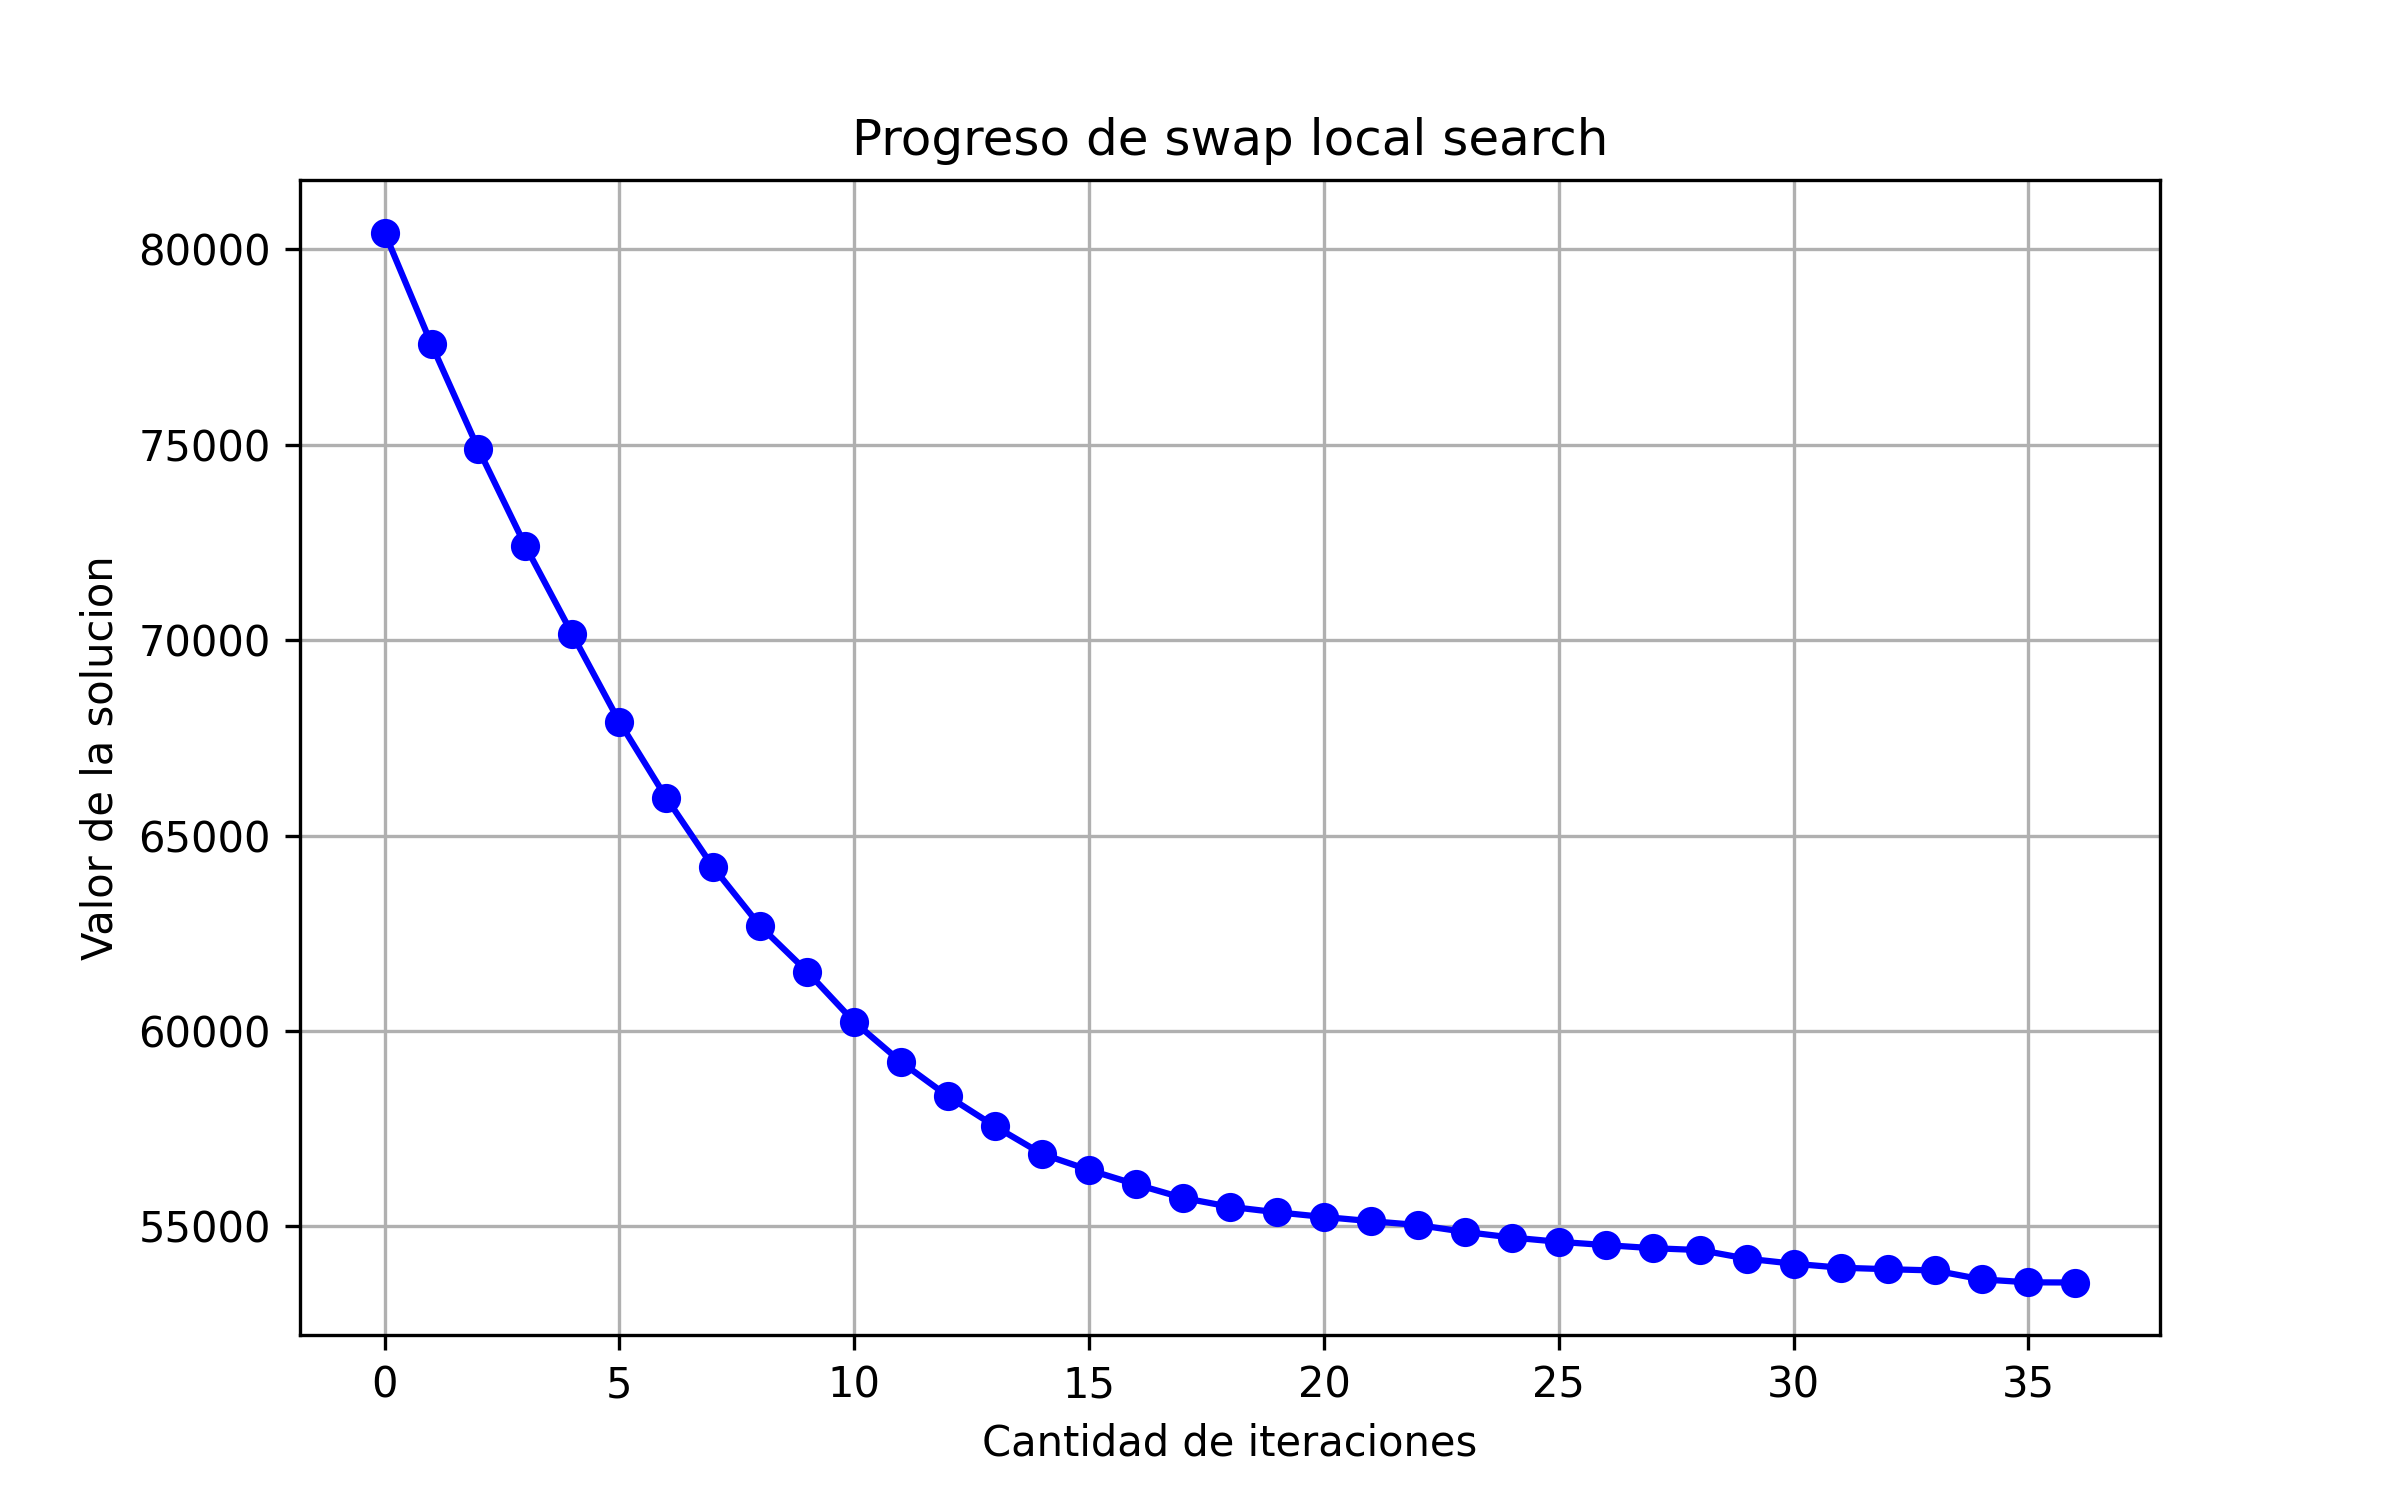 Progreso de swap local search
80000
75000
70000
65000
60000
55000
Valor de la solucion
0 5 10 15 20 25 30 35
Cantidad de iteraciones